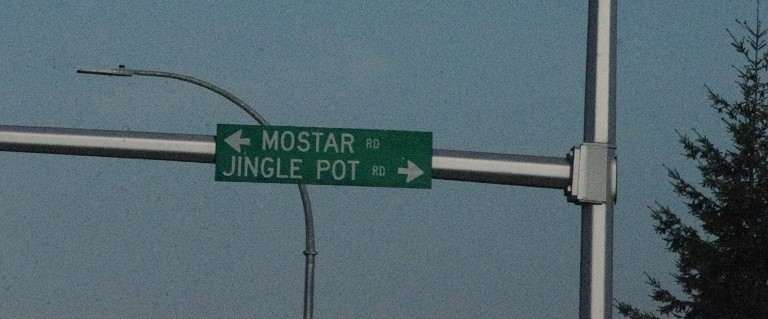 ← MOSTAR RD
JINGLE POT RD →